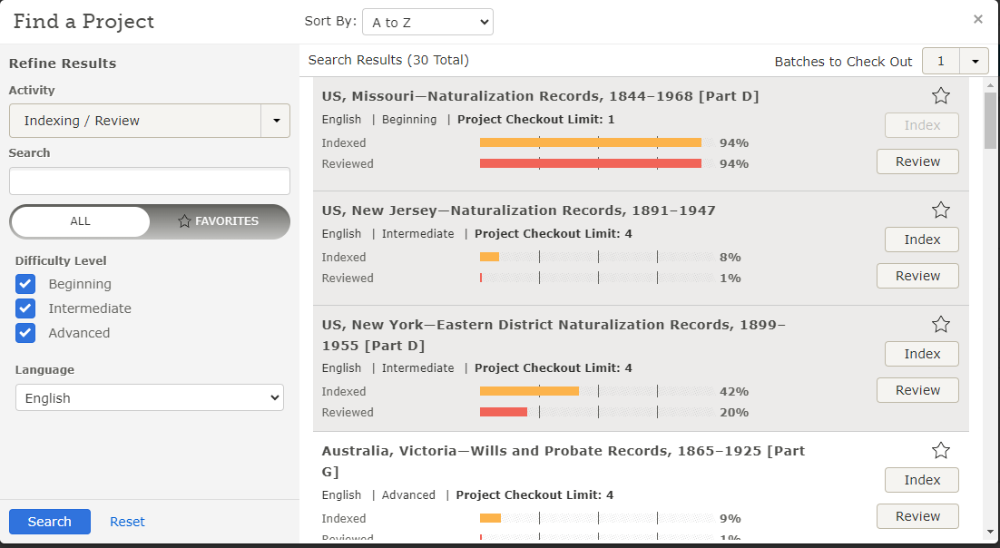 Find a Project
Sort By: A to Z
×
Refine Results
Activity
Indexing / Review
Search
ALL
FAVORITES
Difficulty Level
Beginning
Intermediate
Advanced
Language
English
Search Reset
Search Results (30 Total)
Batches to Check Out 1
US, Missouri—Naturalization Records, 1844–1968 [Part D]
English | Beginning | Project Checkout Limit: 1
Indexed 94%
Reviewed 94%
Index
Review
US, New Jersey—Naturalization Records, 1891–1947
English | Intermediate | Project Checkout Limit: 4
Indexed 8%
Reviewed 1%
Index
Review
US, New York—Eastern District Naturalization Records, 1899–
1955 [Part D]
English | Intermediate | Project Checkout Limit: 4
Indexed 42%
Reviewed 20%
Index
Review
Australia, Victoria—Wills and Probate Records, 1865–1925 [Part
G]
English | Advanced | Project Checkout Limit: 4
Indexed 9%
Reviewed 1%
Index
Review